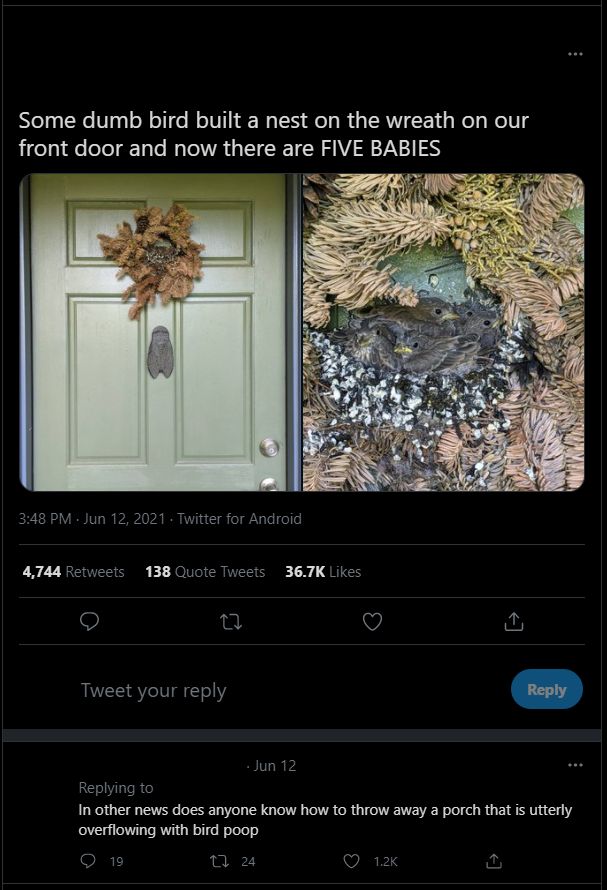 Some dumb bird built a nest on the wreath on our
front door and now there are FIVE BABIES
3:48 PM · Jun 12, 2021 · Twitter for Android
4,744 Retweets 138 Quote Tweets 36.7K Likes
Tweet your reply Reply
· Jun 12
Replying to
In other news does anyone know how to throw away a porch that is utterly
overflowing with bird poop
19 24 1.2K